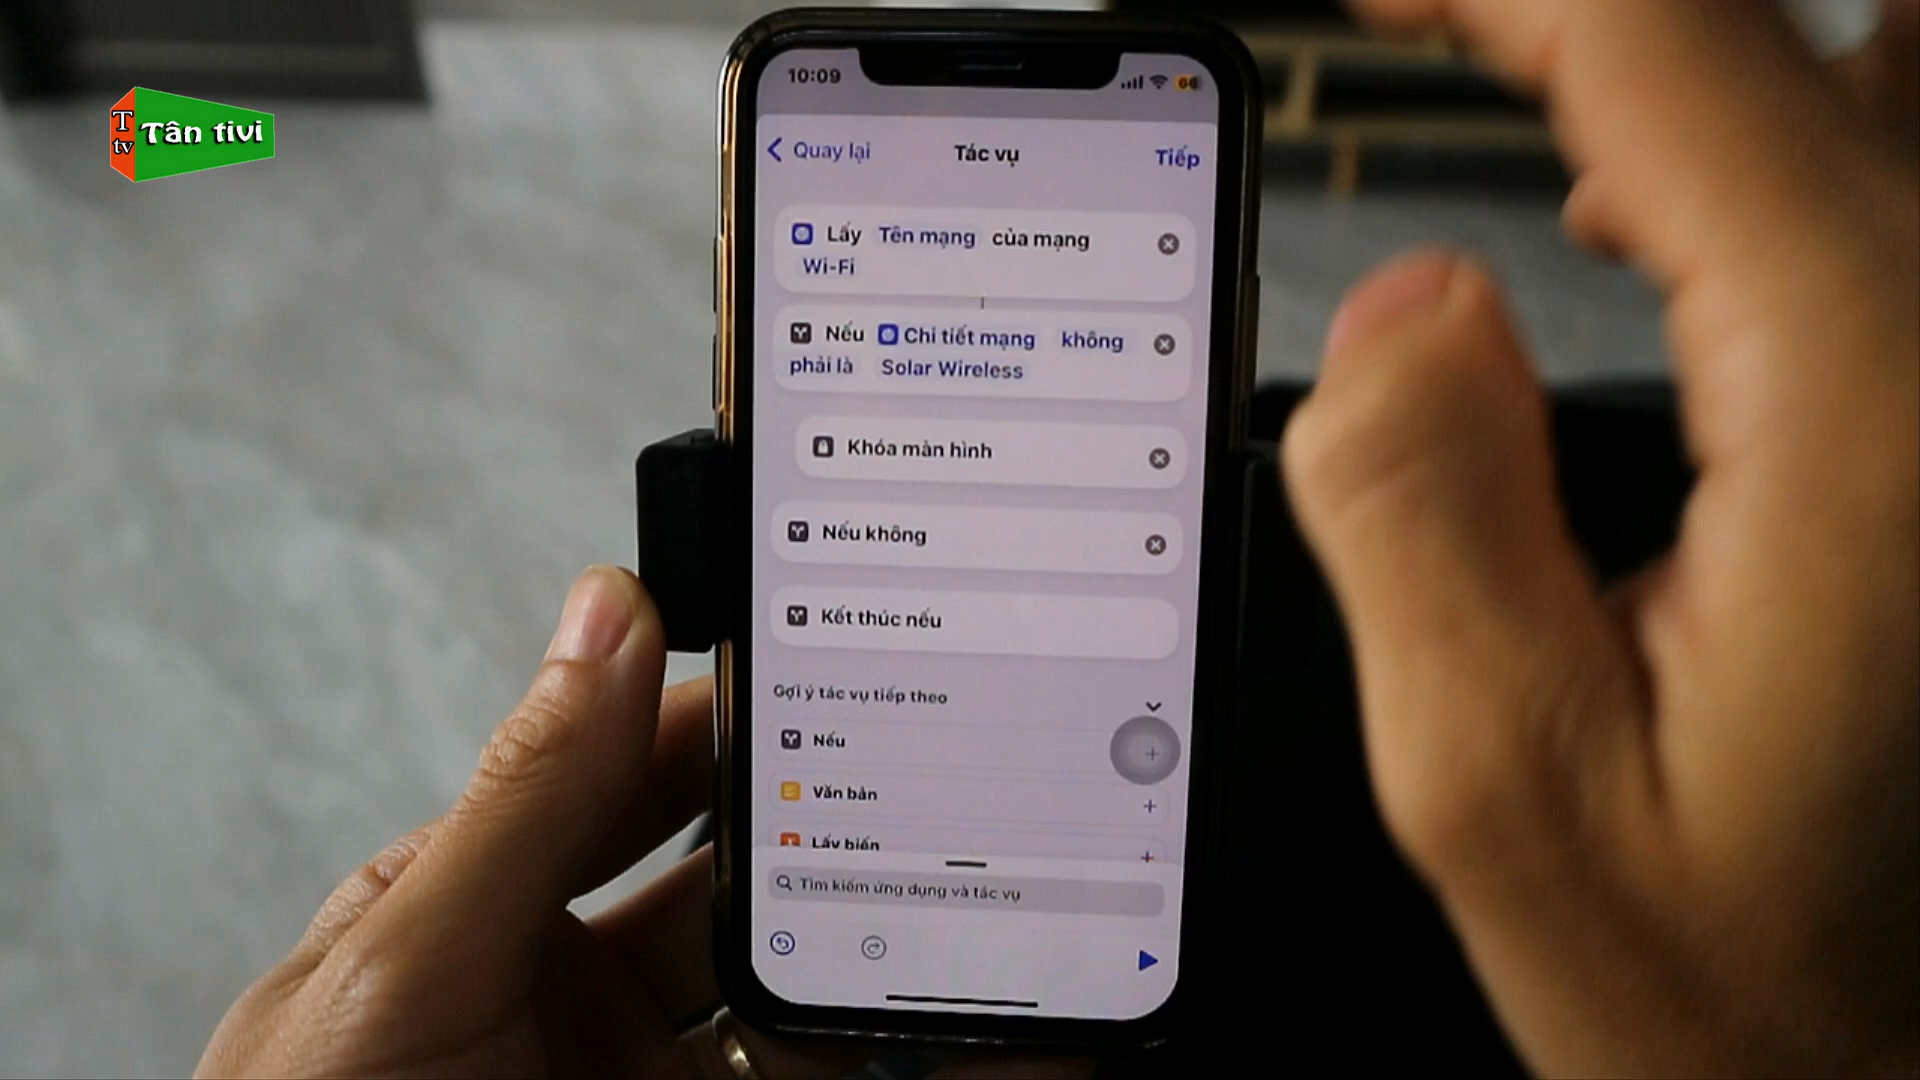 T
tv
Tân tivi
10:09
66
Quay lại
Tác vụ
Tiếp
Lấy Tên mạng của mạng
Wi-Fi
Nếu Chi tiết mạng không
phải là Solar Wireless
Khóa màn hình
Nếu không
Kết thúc nếu
Gợi ý tác vụ tiếp theo
Nếu
Văn bản
Lấy biến
Tìm kiếm ứng dụng và tác vụ